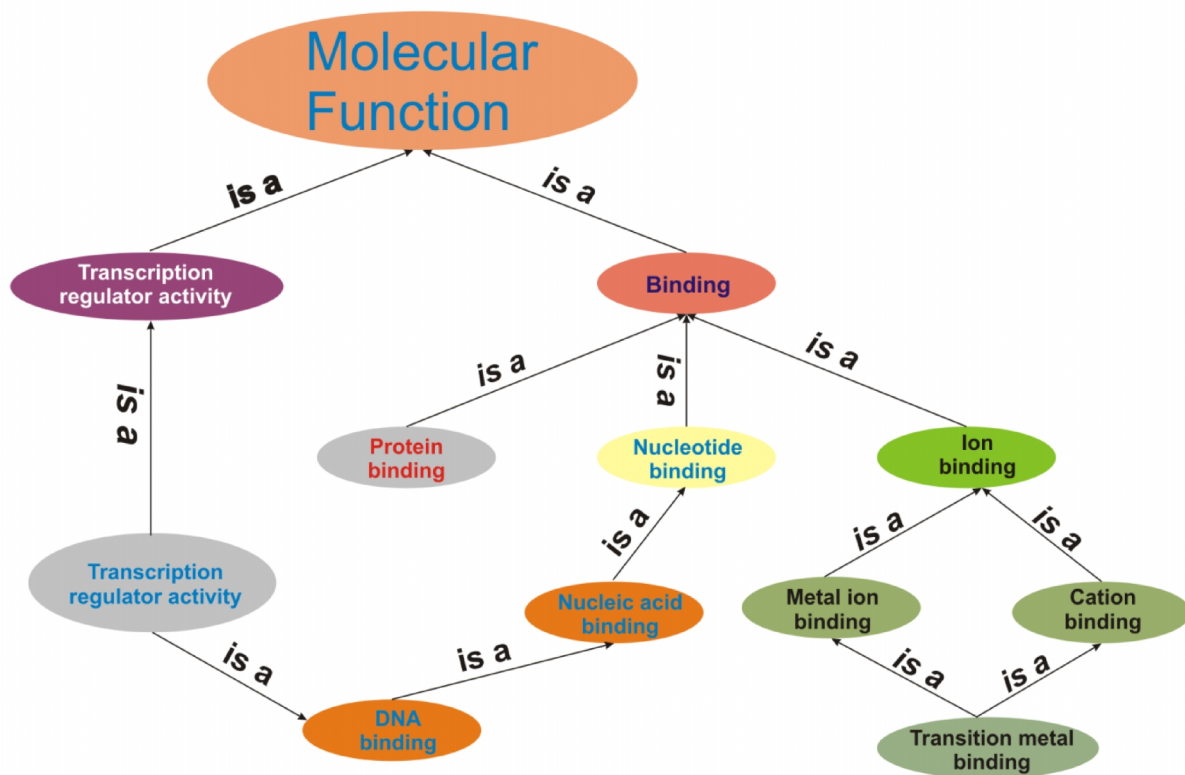 Molecular
Function
is a
is a
Transcription
regulator activity
Binding
is a
is a
is a
is a
Protein
binding
Nucleotide
binding
Ion
binding
is a
is a
is a
Transcription
regulator activity
Nucleic acid
binding
Metal ion
binding
Cation
binding
is a
is a
is a
is a
DNA
binding
Transition metal
binding